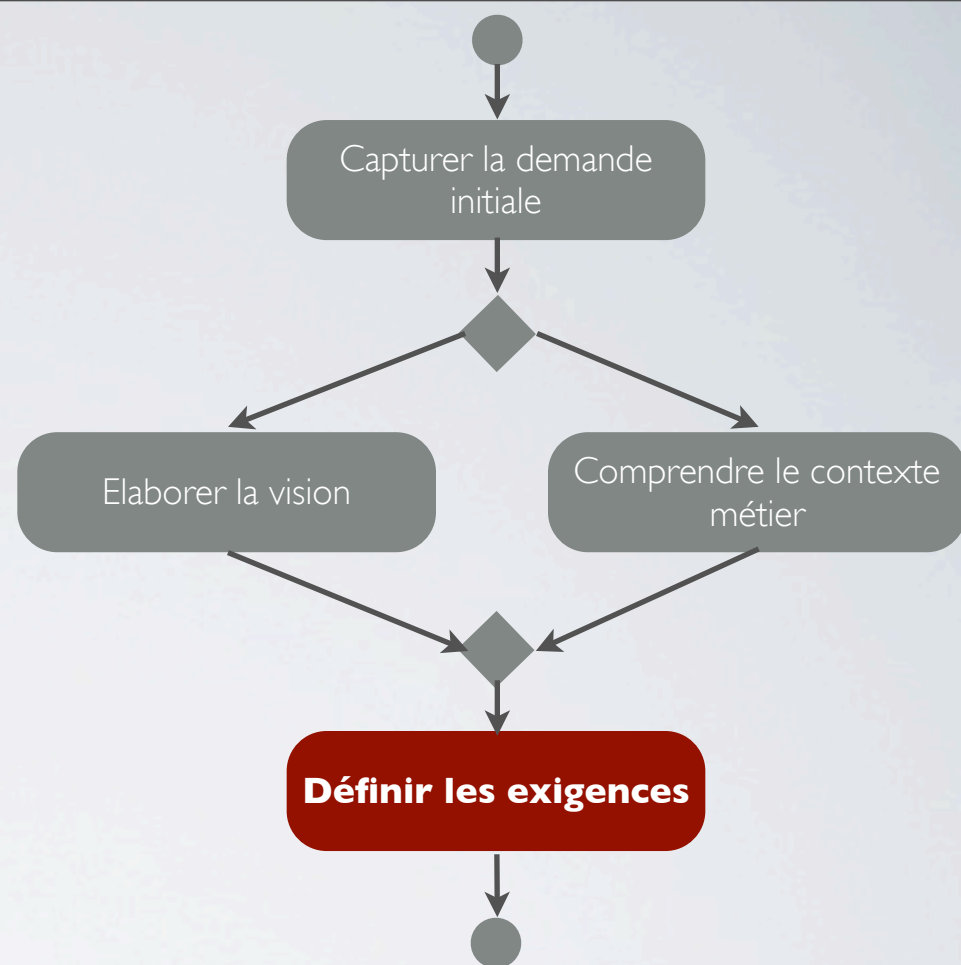 Capturer la demande
initiale
Elaborer la vision
Comprendre le contexte
métier
Définir les exigences